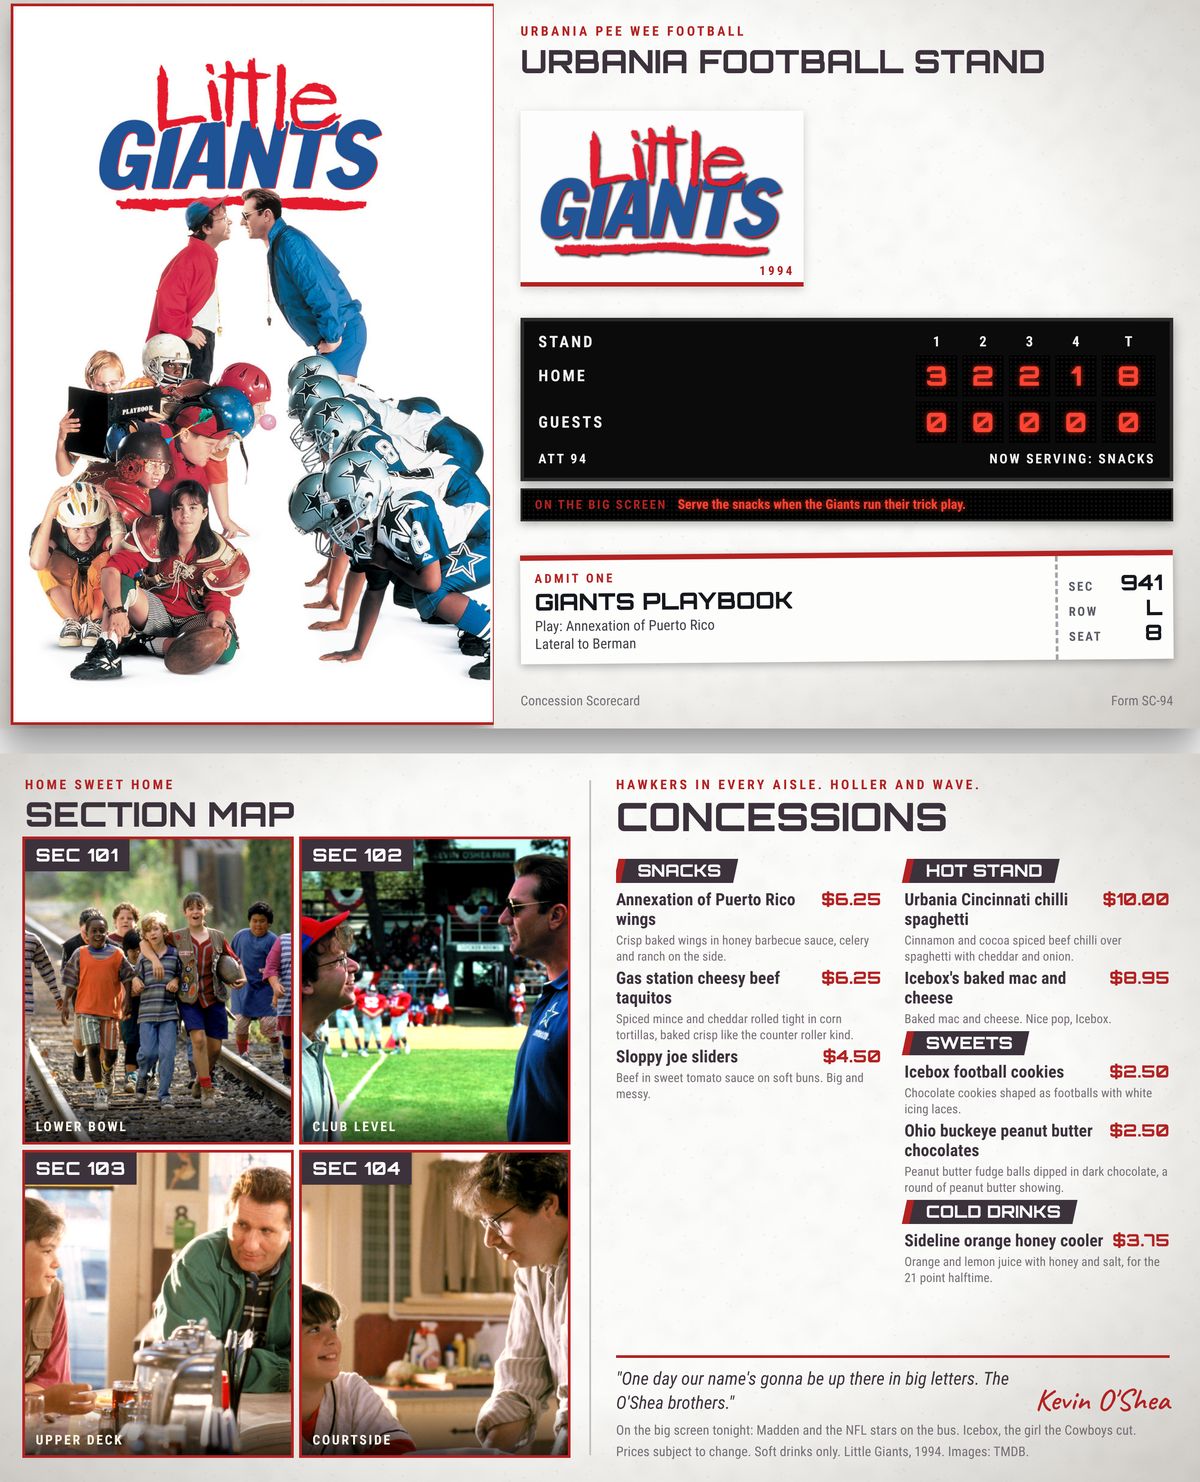 Little
GIANTS
PLAYBOOK
URBANIA PEE WEE FOOTBALL
URBANIA FOOTBALL STAND
Little
GIANTS
1994
STAND 1 2 3 4 T
HOME 3 2 2 1 8
GUESTS 0 0 0 0 0
ATT 94 NOW SERVING: SNACKS
ON THE BIG SCREEN Serve the snacks when the Giants run their trick play.
ADMIT ONE
GIANTS PLAYBOOK
Play: Annexation of Puerto Rico
Lateral to Berman
SEC 941
ROW L
SEAT 8
Concession Scorecard Form SC-94
HOME SWEET HOME
SECTION MAP
SEC 101
LOWER BOWL
SEC 102
KEVIN O'SHEA PARK
CLUB LEVEL
SEC 103
8
UPPER DECK
SEC 104
COURTSIDE
HAWKERS IN EVERY AISLE. HOLLER AND WAVE.
CONCESSIONS
SNACKS
Annexation of Puerto Rico $6.25
wings
Crisp baked wings in honey barbecue sauce, celery
and ranch on the side.
Gas station cheesy beef $6.25
taquitos
Spiced mince and cheddar rolled tight in corn
tortillas, baked crisp like the counter roller kind.
Sloppy joe sliders $4.50
Beef in sweet tomato sauce on soft buns. Big and
messy.
HOT STAND
Urbania Cincinnati chilli $10.00
spaghetti
Cinnamon and cocoa spiced beef chilli over
spaghetti with cheddar and onion.
Icebox's baked mac and $8.95
cheese
Baked mac and cheese. Nice pop, Icebox.
SWEETS
Icebox football cookies $2.50
Chocolate cookies shaped as footballs with white
icing laces.
Ohio buckeye peanut butter $2.50
chocolates
Peanut butter fudge balls dipped in dark chocolate, a
round of peanut butter showing.
COLD DRINKS
Sideline orange honey cooler $3.75
Orange and lemon juice with honey and salt, for the
21 point halftime.
"One day our name's gonna be up there in big letters. The
O'Shea brothers."
Kevin O'Shea
On the big screen tonight: Madden and the NFL stars on the bus. Icebox, the girl the Cowboys cut.
Prices subject to change. Soft drinks only. Little Giants, 1994. Images: TMDB.